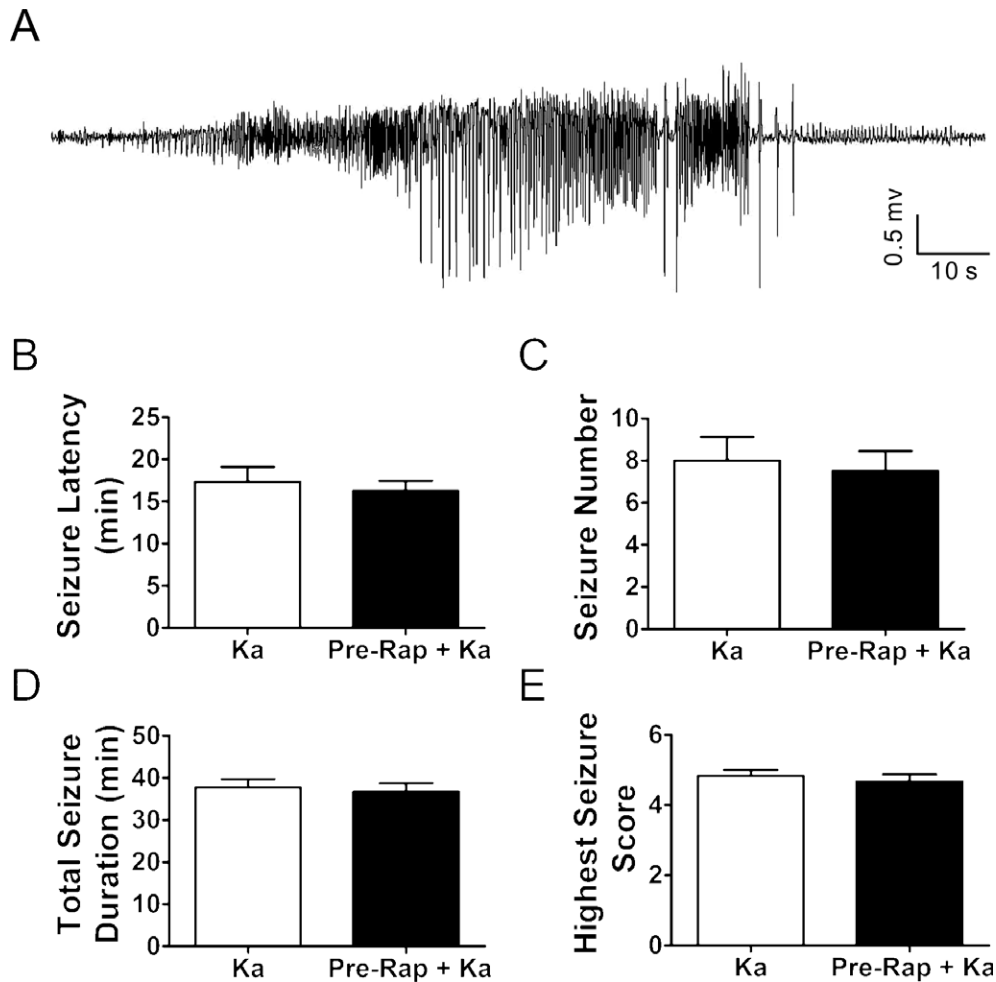 A
0.5 mv
10 s
B
Seizure Latency
(min)
25
20
15
10
5
0
Ka
Pre-Rap + Ka
C
Seizure Number
10
8
6
4
2
0
Ka
Pre-Rap + Ka
D
Total Seizure
Duration (min)
50
40
30
20
10
0
Ka
Pre-Rap + Ka
E
Highest Seizure
Score
6
4
2
0
Ka
Pre-Rap + Ka